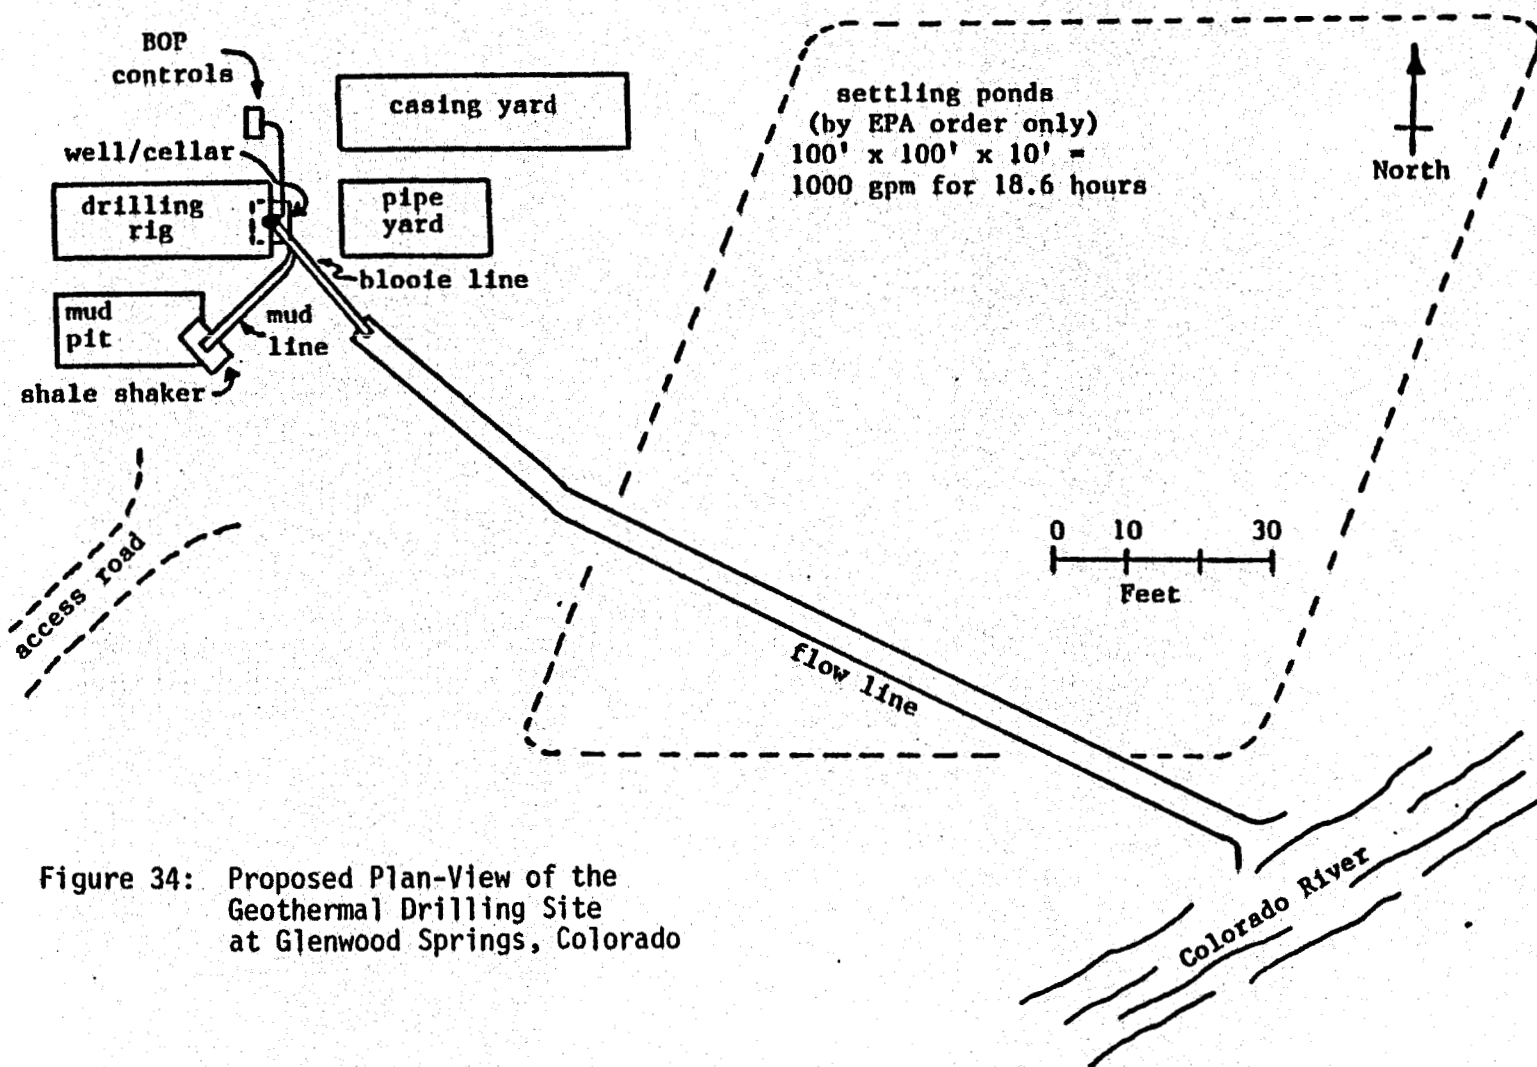 BOP
controls
well/cellar
casing yard
drilling
rig
pipe
yard
blooie line
mud
pit
mud
line
shale shaker
access road
settling ponds
(by EPA order only)
100' x 100' x 10' =
1000 gpm for 18.6 hours
North
0 10 30
Feet
flow line
Colorado River
Figure 34: Proposed Plan-View of the
Geothermal Drilling Site
at Glenwood Springs, Colorado